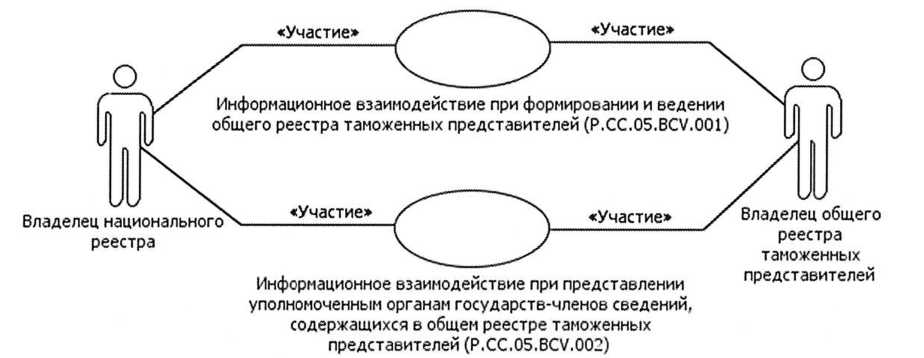 «Участие»
«Участие»
Информационное взаимодействие при формировании и ведении
общего реестра таможенных представителей (P.CC.05.BCV.001)
Владелец национального
реестра
«Участие»
«Участие»
Владелец общего
реестра
таможенных
представителей
Информационное взаимодействие при представлении
уполномоченным органам государств-членов сведений,
содержащихся в общем реестре таможенных
представителей (P.CC.05.BCV.002)